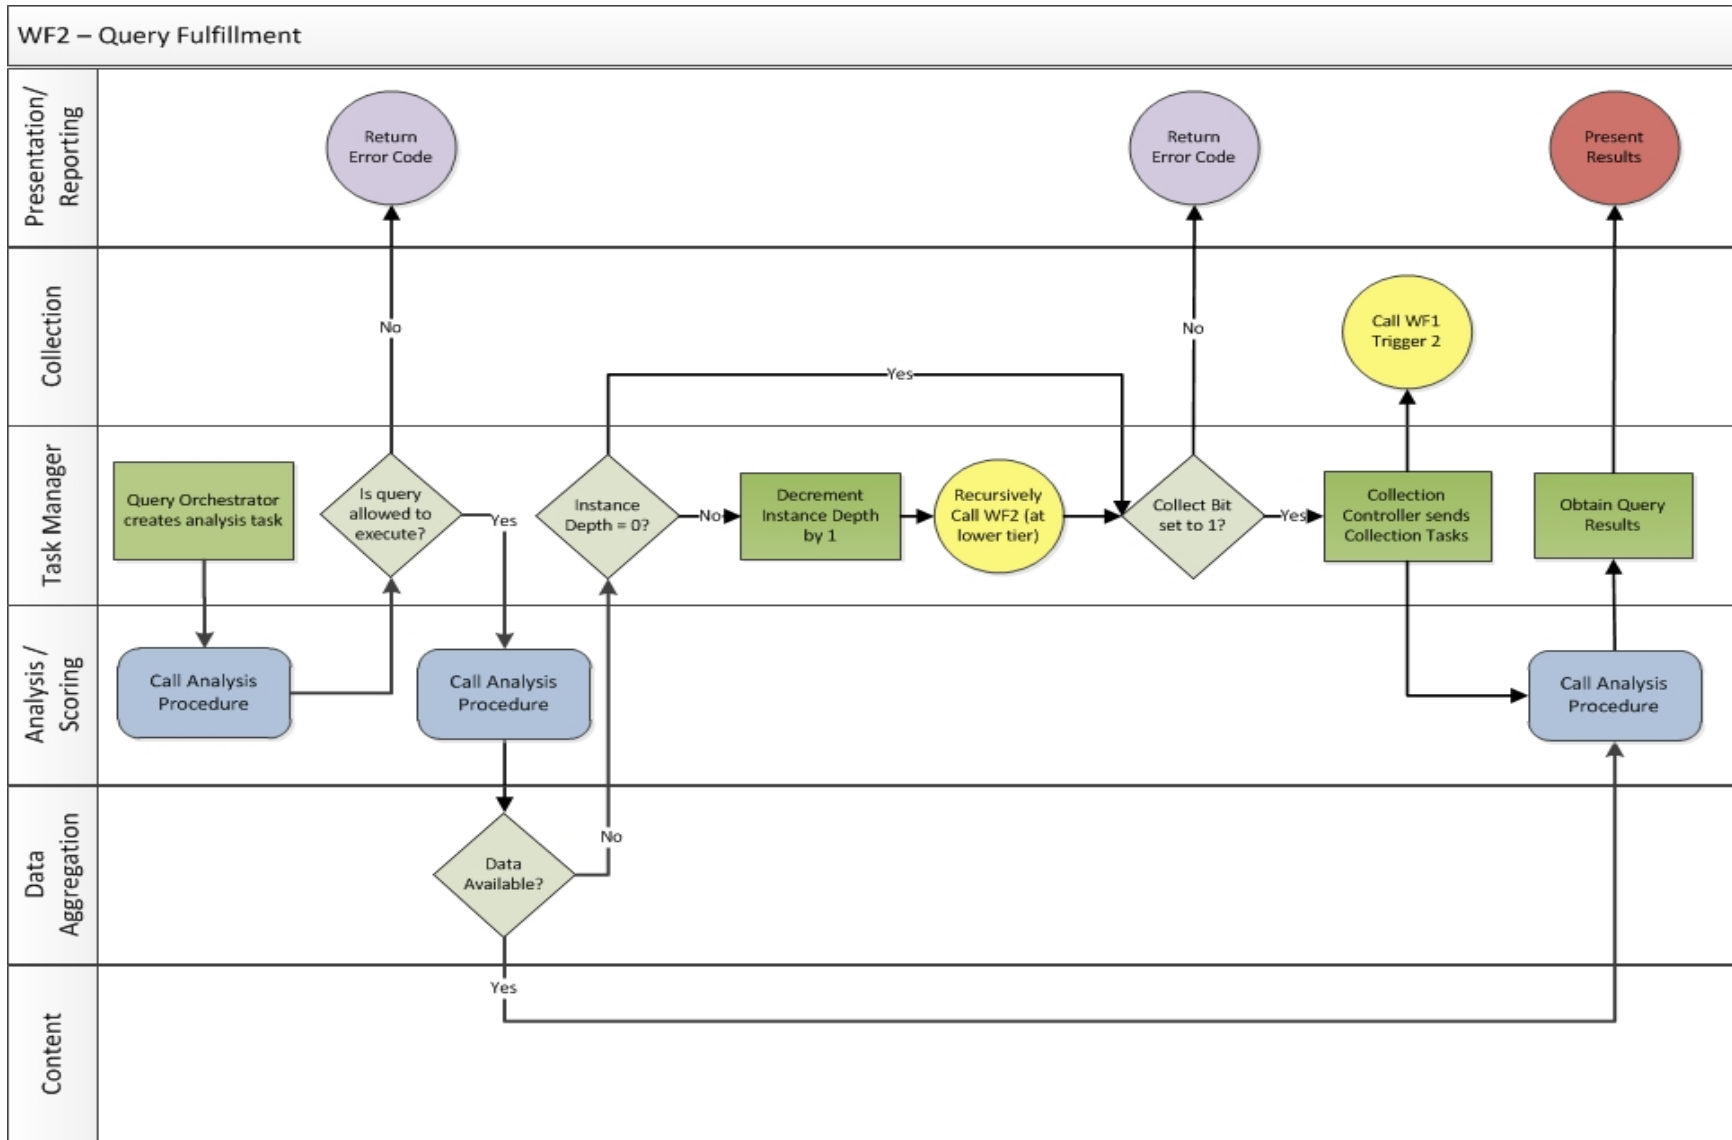 WF2 – Query Fulfillment
Presentation/
Reporting
Return
Error Code
Return
Error Code
Present
Results
No
No
Collection
Call WF1
Trigger 2
Yes
Task Manager
Query Orchestrator
creates analysis task
Is query
allowed to
execute?
Yes
Instance
Depth = 0?
No
Decrement
Instance Depth
by 1
Recursively
Call WF2 (at
lower tier)
Collect Bit
set to 1?
Yes
Collection
Controller sends
Collection Tasks
Obtain Query
Results
Analysis /
Scoring
Call Analysis
Procedure
Call Analysis
Procedure
Call Analysis
Procedure
Data
Aggregation
Data
Available?
No
Yes
Content